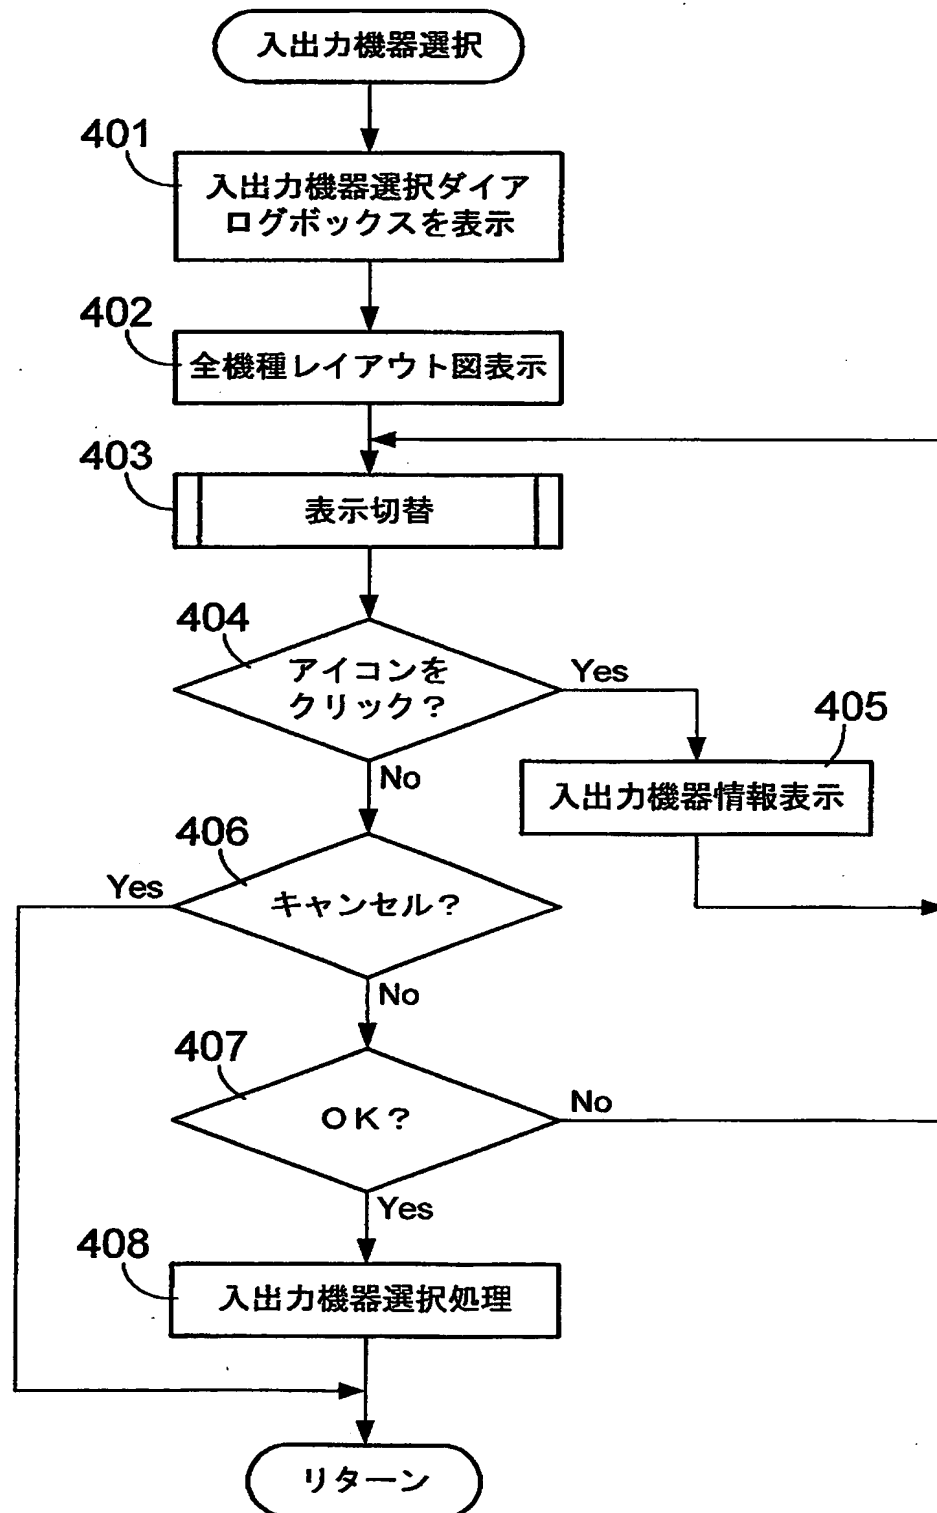 入出力機器選択
401
入出力機器選択ダイア
ログボックスを表示
402
全機種レイアウト図表示
403
表示切替
404
アイコンを
クリック？
Yes
405
入出力機器情報表示
No
406
Yes
キャンセル？
No
407
OK？
No
Yes
408
入出力機器選択処理
リターン